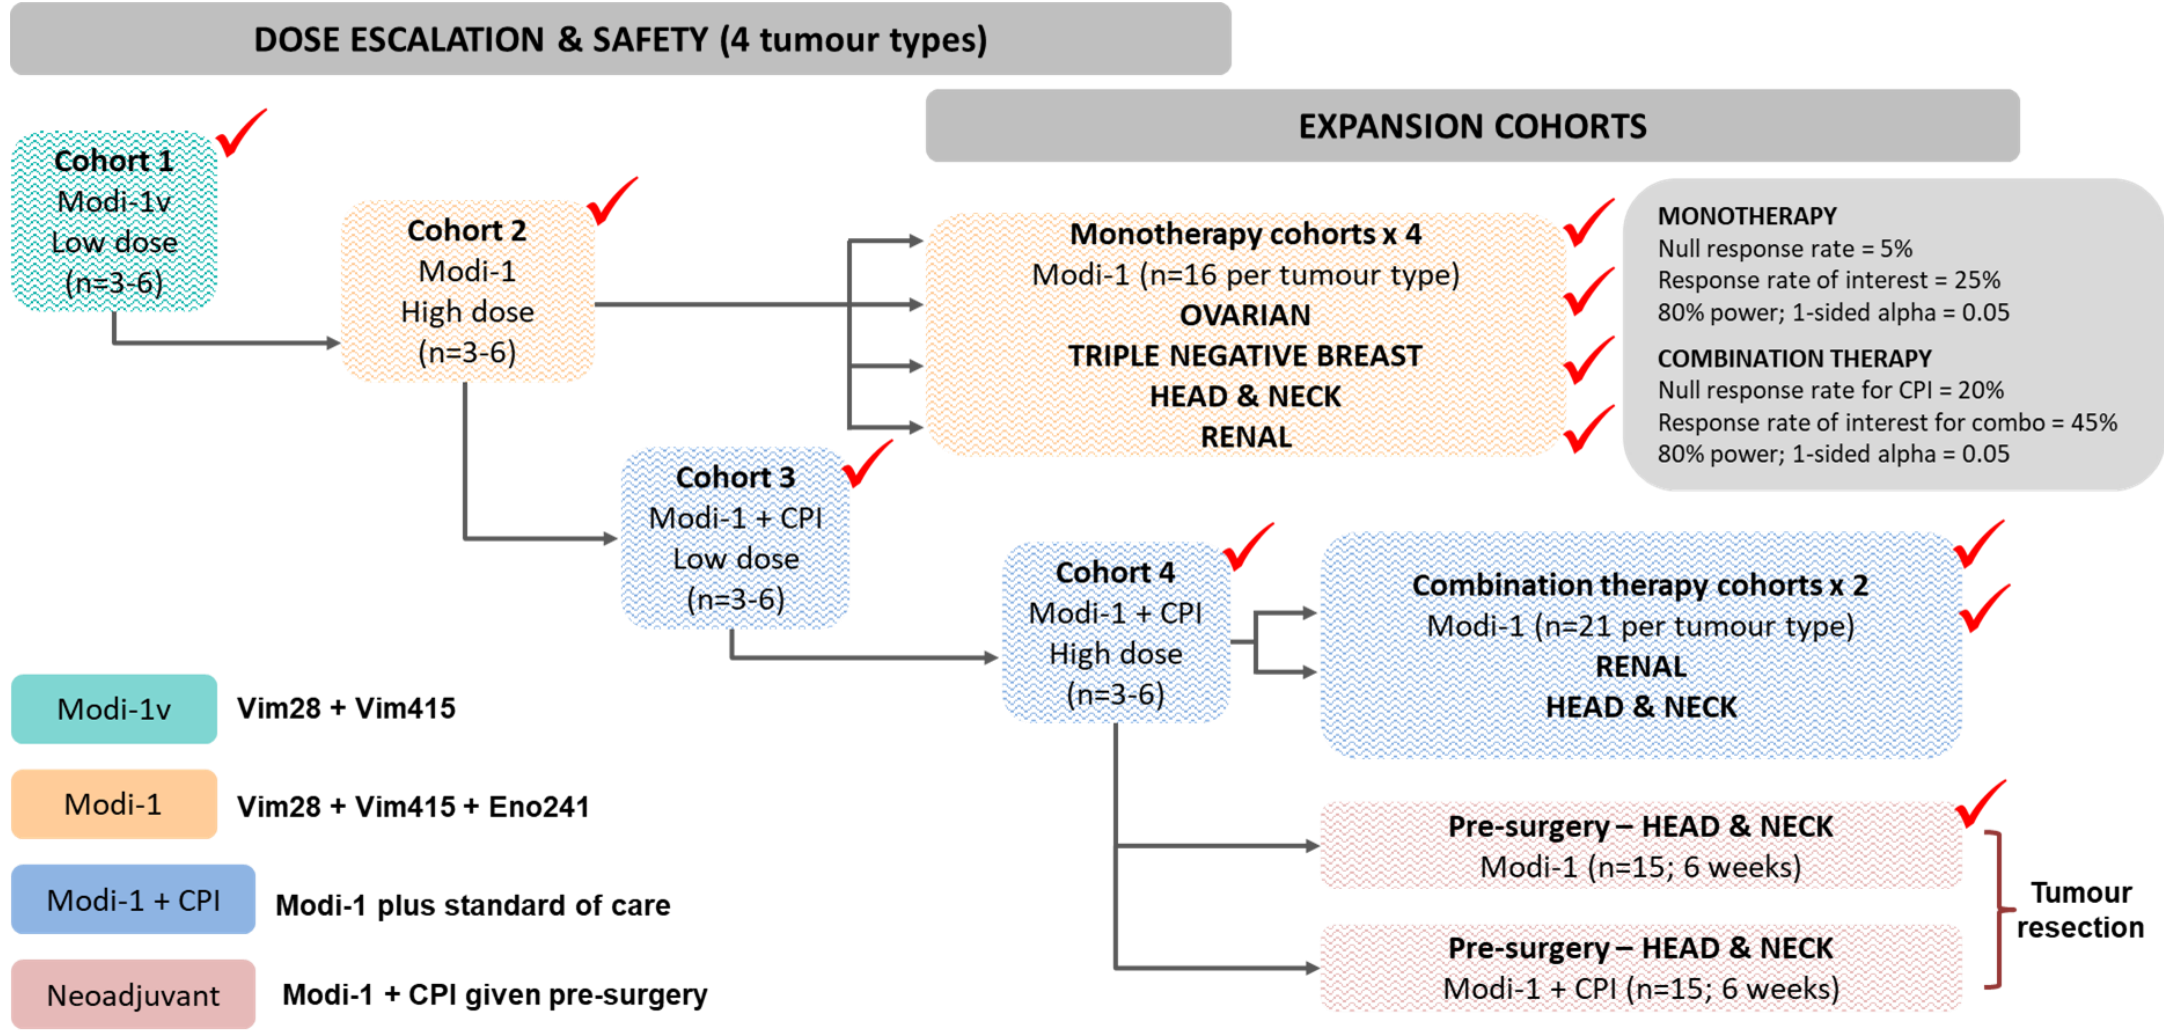 DOSE ESCALATION & SAFETY (4 tumour types)
EXPANSION COHORTS
Cohort 1
Modi-1v
Low dose
(n=3-6)
Cohort 2
Modi-1
High dose
(n=3-6)
Monotherapy cohorts x 4
Modi-1 (n=16 per tumour type)
OVARIAN
TRIPLE NEGATIVE BREAST
HEAD & NECK
RENAL
MONOTHERAPY
Null response rate = 5%
Response rate of interest = 25%
80% power; 1-sided alpha = 0.05
COMBINATION THERAPY
Null response rate for CPI = 20%
Response rate of interest for combo = 45%
80% power; 1-sided alpha = 0.05
Cohort 3
Modi-1 + CPI
Low dose
(n=3-6)
Cohort 4
Modi-1 + CPI
High dose
(n=3-6)
Combination therapy cohorts x 2
Modi-1 (n=21 per tumour type)
RENAL
HEAD & NECK
Pre-surgery – HEAD & NECK
Modi-1 (n=15; 6 weeks)
Pre-surgery – HEAD & NECK
Modi-1 + CPI (n=15; 6 weeks)
Tumour
resection
Modi-1v
Vim28 + Vim415
Modi-1
Vim28 + Vim415 + Eno241
Modi-1 + CPI
Modi-1 plus standard of care
Neoadjuvant
Modi-1 + CPI given pre-surgery